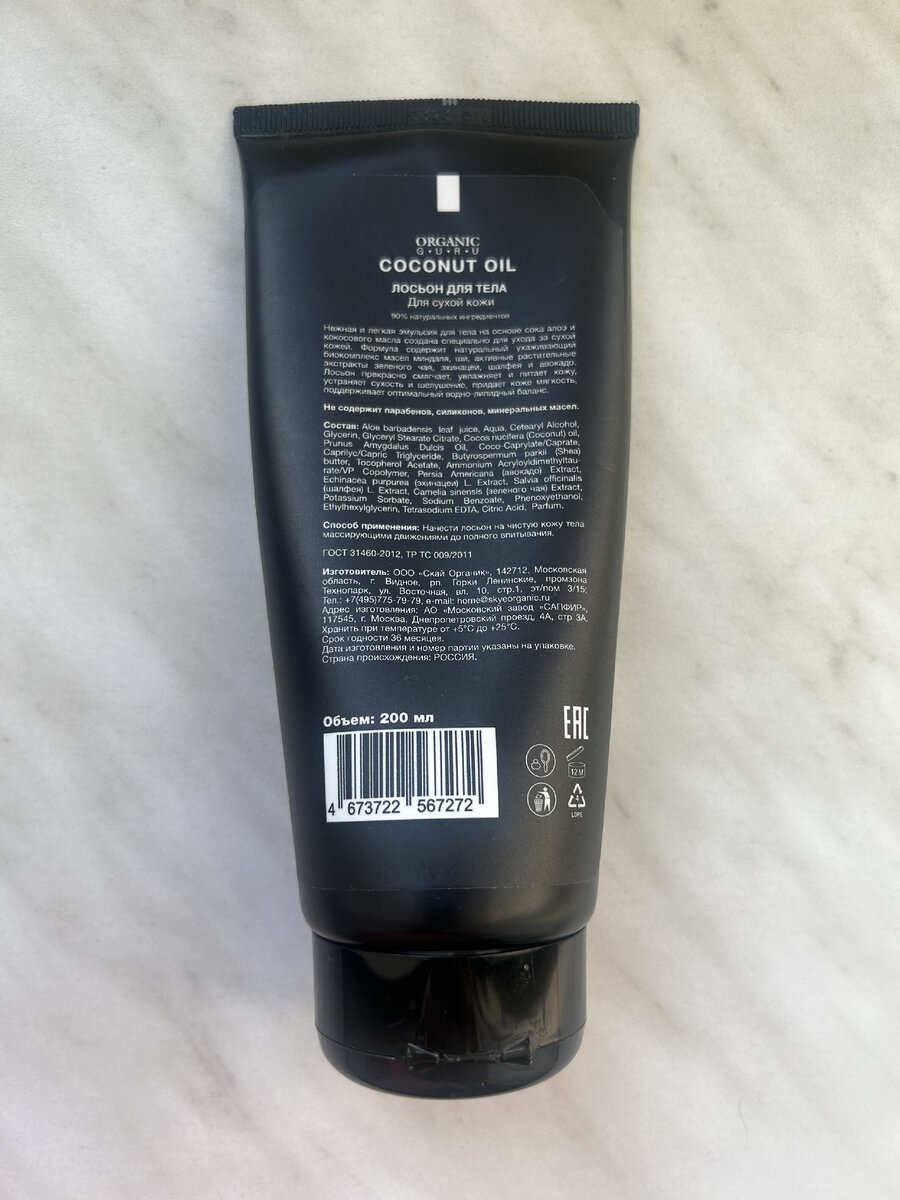 ORGANIC
G•U•R•U
COCONUT OIL
ЛОСЬОН ДЛЯ ТЕЛА
Для сухой кожи
90% натуральных ингредиентов
Нежная и легкая эмульсия для тела на основе сока алоэ и
кокосового масла создана специально для ухода за сухой
кожей. Формула содержит натуральный ухаживающий
биокомплекс масел миндаля, ши, активные растительные
экстракты зеленого чая, эхинацеи, шалфея и авокадо.
Лосьон прекрасно смягчает, увлажняет и питает кожу,
устраняет сухость и шелушение, придает коже мягкость,
поддерживает оптимальный водно-липидный баланс.
Не содержит парабенов, силиконов, минеральных масел.
Состав: Aloe barbadensis leaf juice, Aqua, Cetearyl Alcohol,
Glycerin, Glyceryl Stearate Citrate, Cocos nucifera (Coconut) oil,
Prunus Amygdalus Dulcis Oil, Coco-Caprylate/Caprate,
Caprilyc/Capric Triglyceride, Butyrospermum parkii (Shea)
butter, Tocopherol Acetate, Ammonium Acryloyldimethyltau-
rate/VP Copolymer, Persia Americana (авокадо) Extract,
Echinacea purpurea (эхинацеи) L. Extract, Salvia officinalis
(шалфея) L. Extract, Camelia sinensis (зеленого чая) Extract,
Potassium Sorbate, Sodium Benzoate, Phenoxyethanol,
Ethylhexylglycerin, Tetrasodium EDTA, Citric Acid, Parfum.
Способ применения: Нанести лосьон на чистую кожу тела
массирующими движениями до полного впитывания.
ГОСТ 31460-2012, ТР ТС 009/2011
Изготовитель: ООО «Скай Органик», 142712, Московская
область, г. Видное, рп. Горки Ленинские, промзона
Технопарк, ул. Восточная, вл. 10, стр.1, эт/пом 3/15;
Тел.: +7(495)775-79-79, e-mail: home@skyeorganic.ru
Адрес изготовления: АО «Московский завод «САПФИР»,
117545, г. Москва, Днепропетровский проезд, 4А, стр 3А
Хранить при температуре от +5°C до +25°C.
Срок годности 36 месяцев.
Дата изготовления и номер партии указаны на упаковке.
Страна происхождения: РОССИЯ.
Объем: 200 мл
EAC
12 M
4
LDPE
4 673722 567272